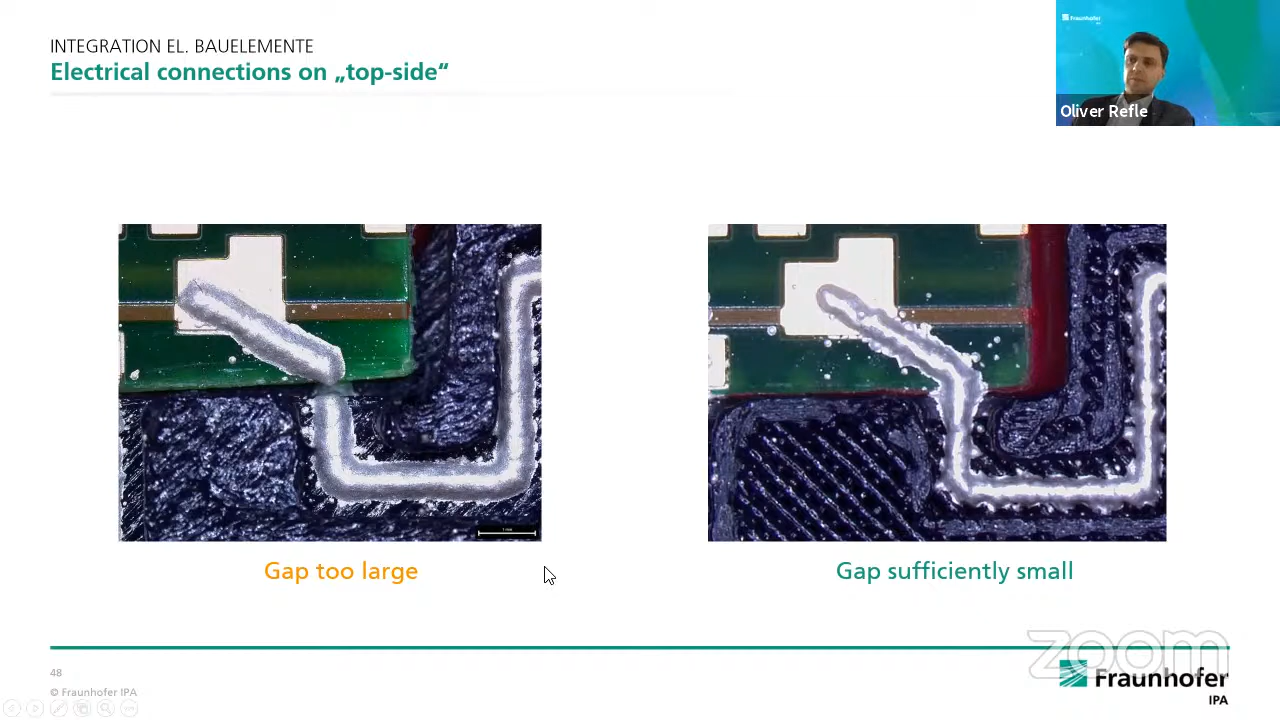 INTEGRATION EL. BAUELEMENTE
Electrical connections on „top-side“
Fraunhofer
Oliver Refle
Gap too large
Gap sufficiently small
48
© Fraunhofer IPA
zoom
Fraunhofer
IPA